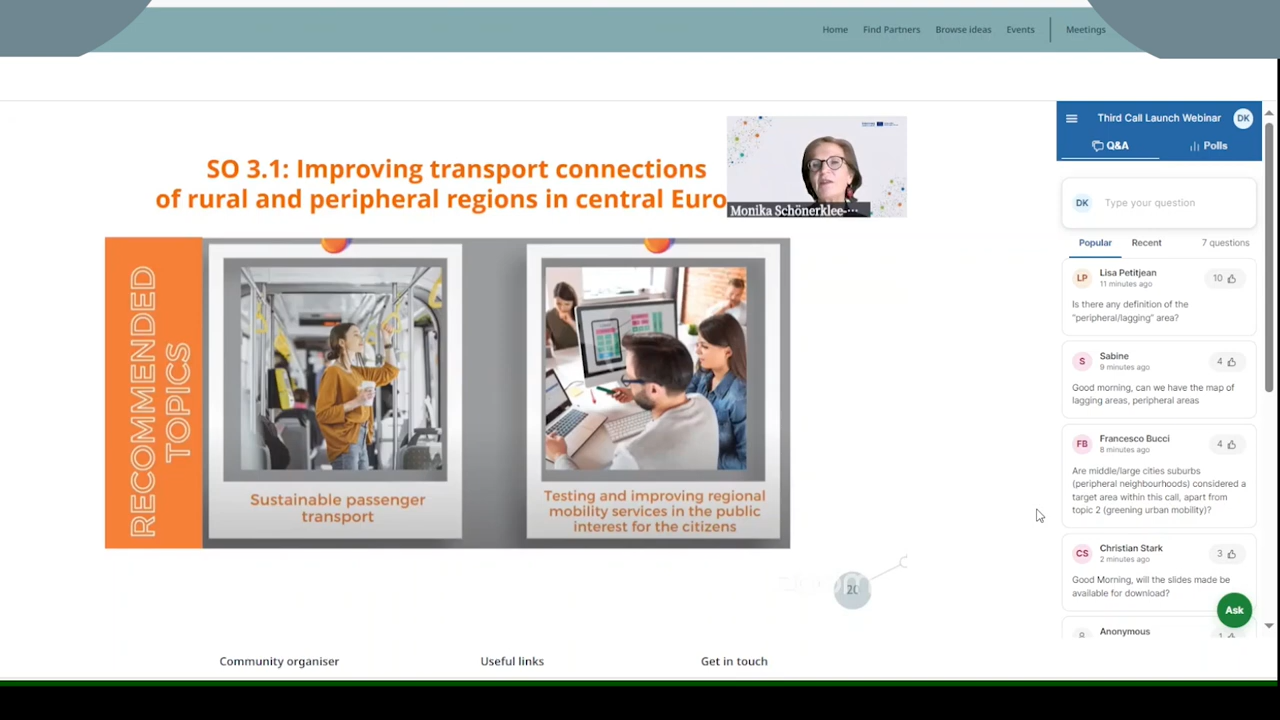 Home
Find Partners
Browse ideas
Events
Meetings
SO 3.1: Improving transport connections
of rural and peripheral regions in central Euro
Monika Schönerklee-...
RECOMMENDED
TOPICS
Sustainable passenger
transport
Testing and improving regional
mobility services in the public
interest for the citizens
20
Community organiser
Useful links
Get in touch
Third Call Launch Webinar
DK
Q&A
Polls
DK
Type your question
Popular
Recent
7 questions
LP
Lisa Petitjean
11 minutes ago
10
Is there any definition of the
"peripheral/lagging" area?
S
Sabine
9 minutes ago
4
Good morning, can we have the map of
lagging areas, peripheral areas
FB
Francesco Bucci
8 minutes ago
4
Are middle/large cities suburbs
(peripheral neighbourhoods) considered a
target area within this call, apart from
topic 2 (greening urban mobility)?
CS
Christian Stark
2 minutes ago
3
Good Morning, will the slides made be
available for download?
Ask
Anonymous